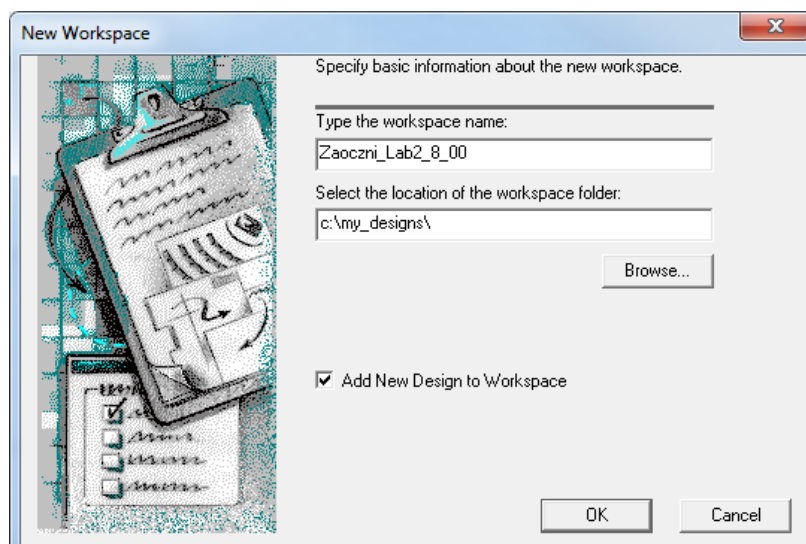 New Workspace
Specify basic information about the new workspace.
Type the workspace name:
Zaoczni_Lab2_8_00
Select the location of the workspace folder:
c:\my_designs\
Browse...
Add New Design to Workspace
OK
Cancel